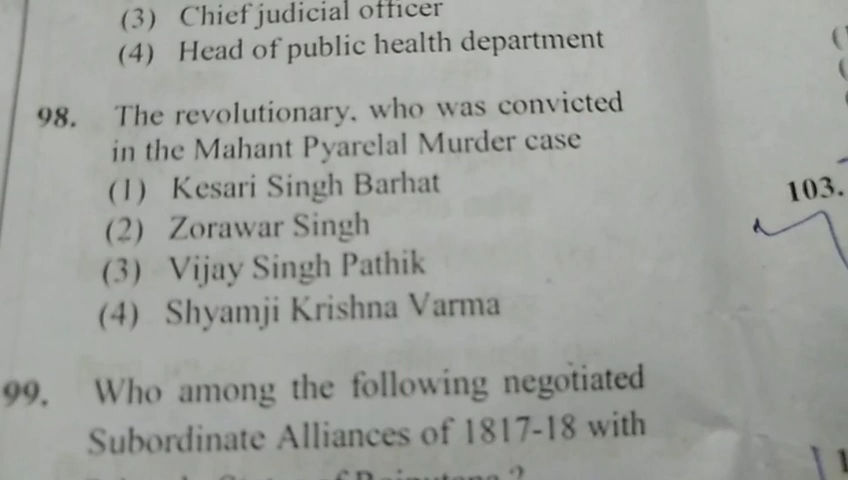 (3) Chief judicial officer
(4) Head of public health department
98. The revolutionary, who was convicted
in the Mahant Pyarelal Murder case
(1) Kesari Singh Barhat
(2) Zorawar Singh
(3) Vijay Singh Pathik
(4) Shyamji Krishna Varma
103.
99. Who among the following negotiated
Subordinate Alliances of 1817-18 with